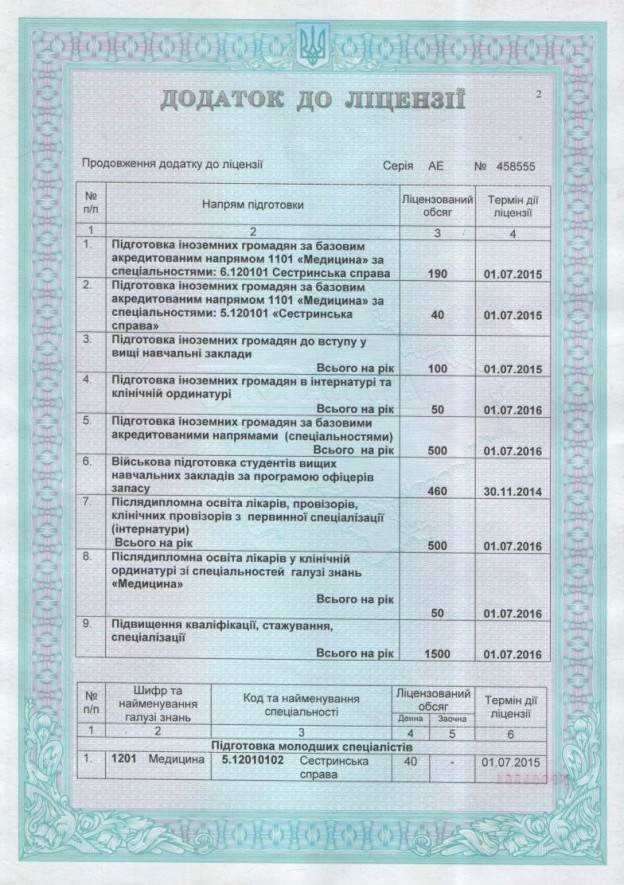 ДОДАТОК ДО ЛІЦЕНЗІЇ
2
Продовження додатку до ліцензії Серія АЕ № 458555
№ п/п Напрям підготовки Ліцензований обсяг Термін дії ліцензії
1 2 3 4
1. Підготовка іноземних громадян за базовим
акредитованим напрямом 1101 «Медицина» за
спеціальностями: 6.120101 Сестринська справа 190 01.07.2015
2. Підготовка іноземних громадян за базовим
акредитованим напрямом 1101 «Медицина» за
спеціальностями: 5.120101 «Сестринська
справа» 40 01.07.2015
3. Підготовка іноземних громадян до вступу у
вищі навчальні заклади
Всього на рік 100 01.07.2015
4. Підготовка іноземних громадян в інтернатурі та
клінічній ординатурі
Всього на рік 50 01.07.2016
5. Підготовка іноземних громадян за базовими
акредитованими напрямами (спеціальностями)
Всього на рік 500 01.07.2016
6. Військова підготовка студентів вищих
навчальних закладів за програмою офіцерів
запасу 460 30.11.2014
7. Післядипломна освіта лікарів, провізорів,
клінічних провізорів з первинної спеціалізації
(інтернатури)
Всього на рік 500 01.07.2016
8. Післядипломна освіта лікарів у клінічній
ординатурі зі спеціальностей галузі знань
«Медицина»
Всього на рік
50 01.07.2016
9. Підвищення кваліфікації, стажування,
спеціалізації
Всього на рік 1500 01.07.2016
№ п/п Шифр та найменування галузі знань Код та найменування спеціальності Ліцензований обсяг Термін дії ліцензії
Денна Заочна
1 2 3 4 5 6
Підготовка молодших спеціалістів
1. 1201 Медицина 5.12010102 Сестринська 40 - 01.07.2015
справа